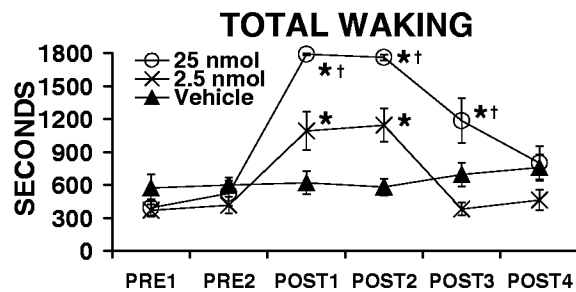 TOTAL WAKING
SECONDS
1800
1500
1200
900
600
300
0
25 nmol
2.5 nmol
Vehicle
*†
*†
*†
*
*
PRE1 PRE2 POST1 POST2 POST3 POST4